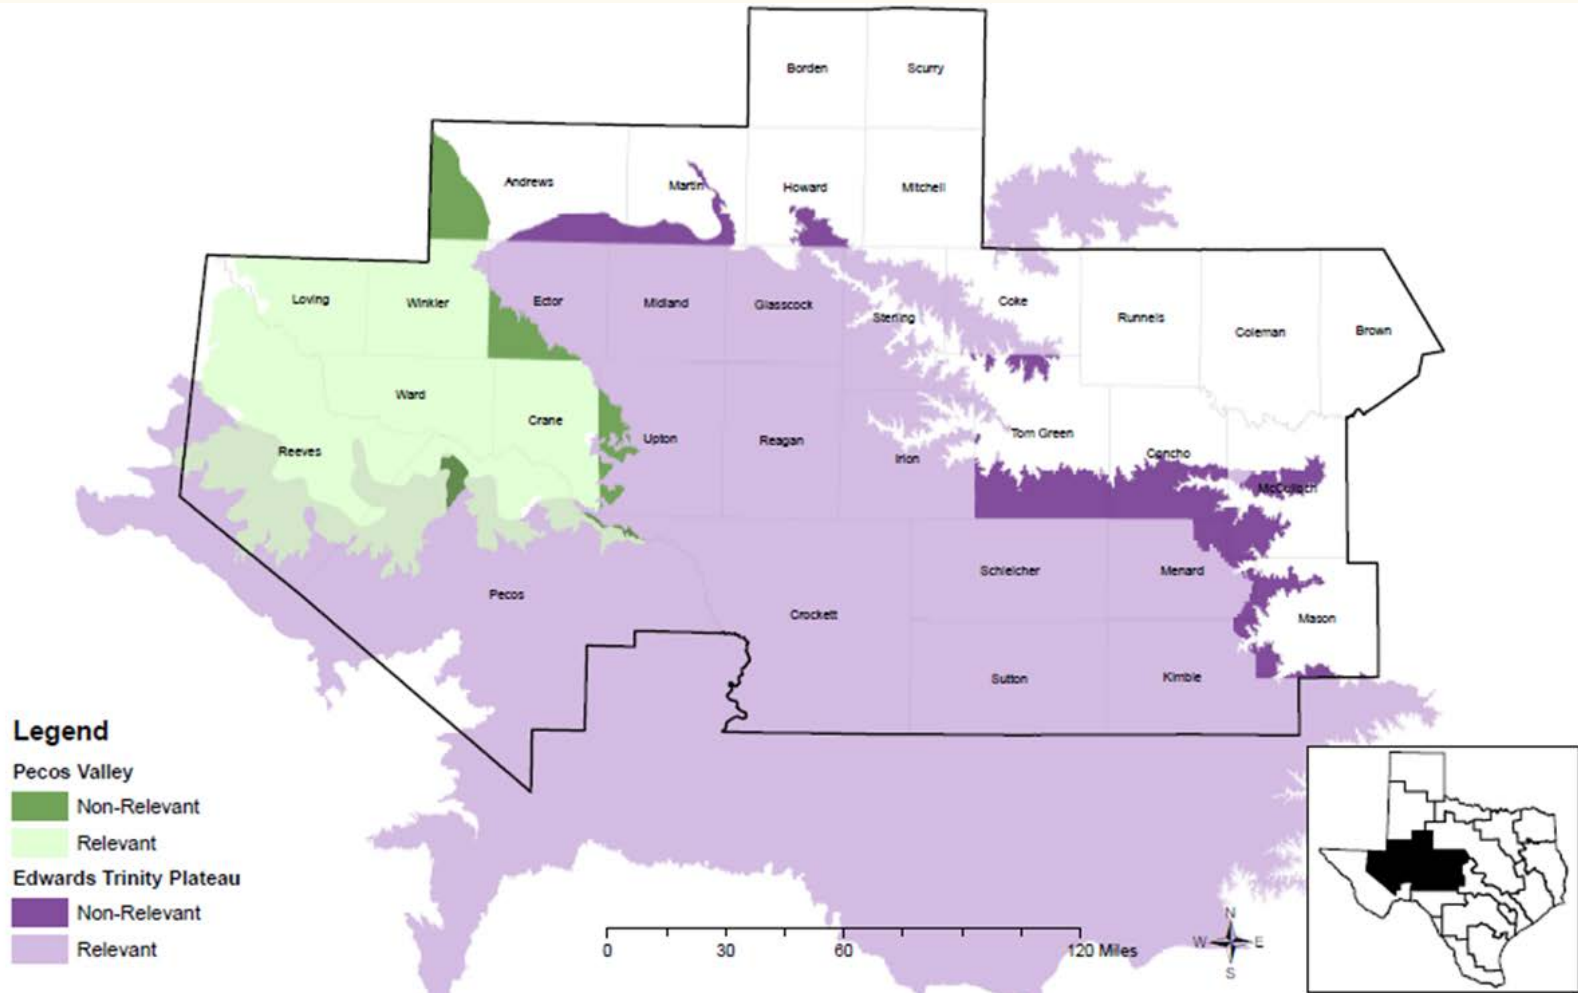 Borden Scurry
Andrews Martin Howard Mitchell
Loving Winkler Ector Midland Glasscock Sterling Coke Runnels Coleman Brown
Ward Crane Upton Reagan Irion Tom Green Concho
Reeves McCulloch
Pecos Crockett Schleicher Menard Mason
Sutton Kimble
Legend
Pecos Valley
Non-Relevant
Relevant
Edwards Trinity Plateau
Non-Relevant
Relevant
0 30 60 120 Miles
N
W E
S